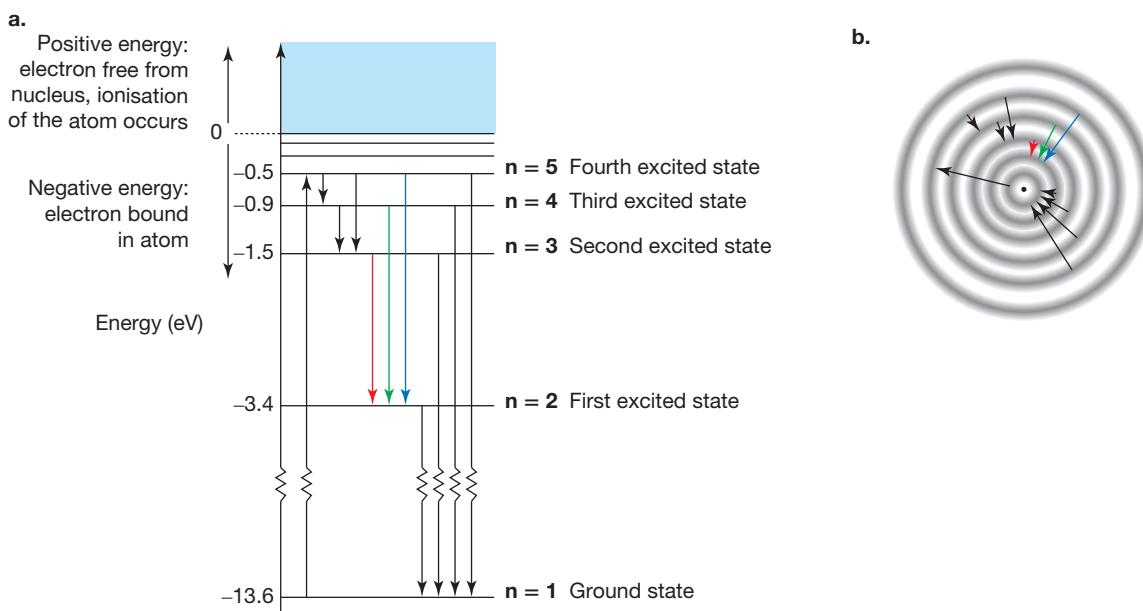 a.
Positive energy:
electron free from
nucleus, ionisation
of the atom occurs
0
Negative energy:
electron bound
in atom
Energy (eV)
−0.5
n = 5 Fourth excited state
−0.9
n = 4 Third excited state
−1.5
n = 3 Second excited state
−3.4
n = 2 First excited state
−13.6
n = 1 Ground state
b.